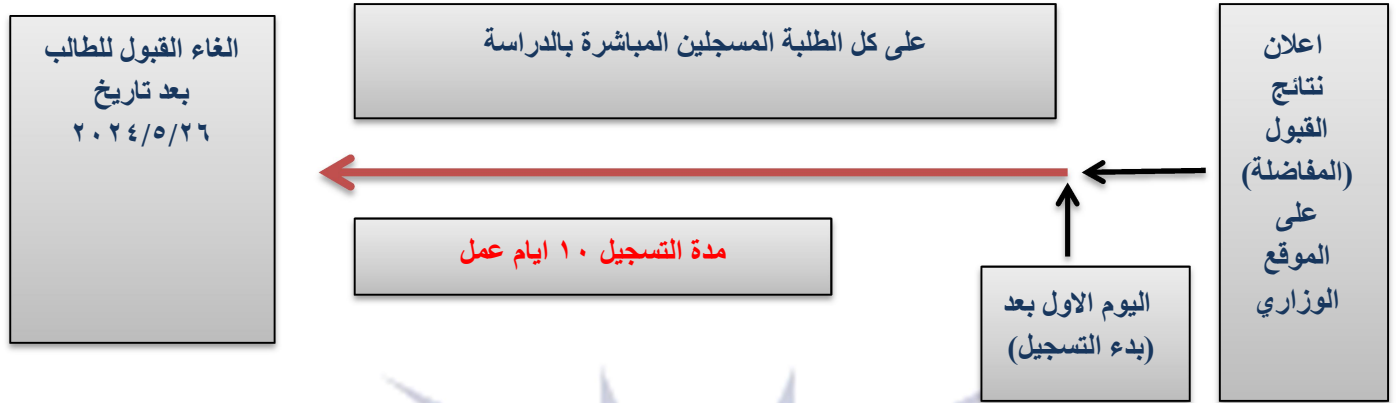 اعلان
نتائج
القبول
(المفاضلة)
على
الموقع
الوزاري
اليوم الاول بعد
(بدء التسجيل)
على كل الطلبة المسجلين المباشرة بالدراسة
مدة التسجيل ١٠ ايام عمل
الغاء القبول للطالب
بعد تاريخ
٢٠٢٤/٥/٢٦